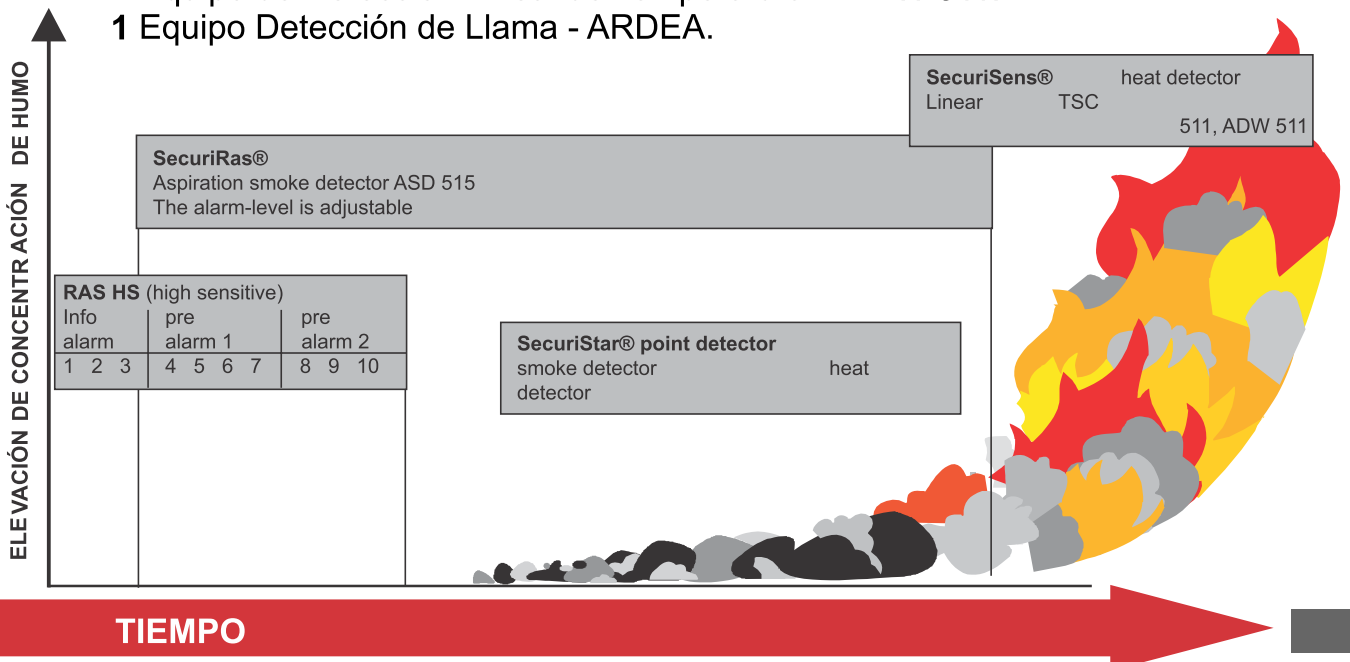 1 Equipo Detección de Llama - ARDEA.
ELEVACIÓN DE CONCENTRACIÓN DE HUMO
SecuriSens® heat detector
Linear TSC
511, ADW 511
SecuriRas®
Aspiration smoke detector ASD 515
The alarm-level is adjustable
RAS HS (high sensitive)
Info pre pre
alarm alarm 1 alarm 2
1 2 3 4 5 6 7 8 9 10
SecuriStar® point detector
smoke detector heat
detector
TIEMPO